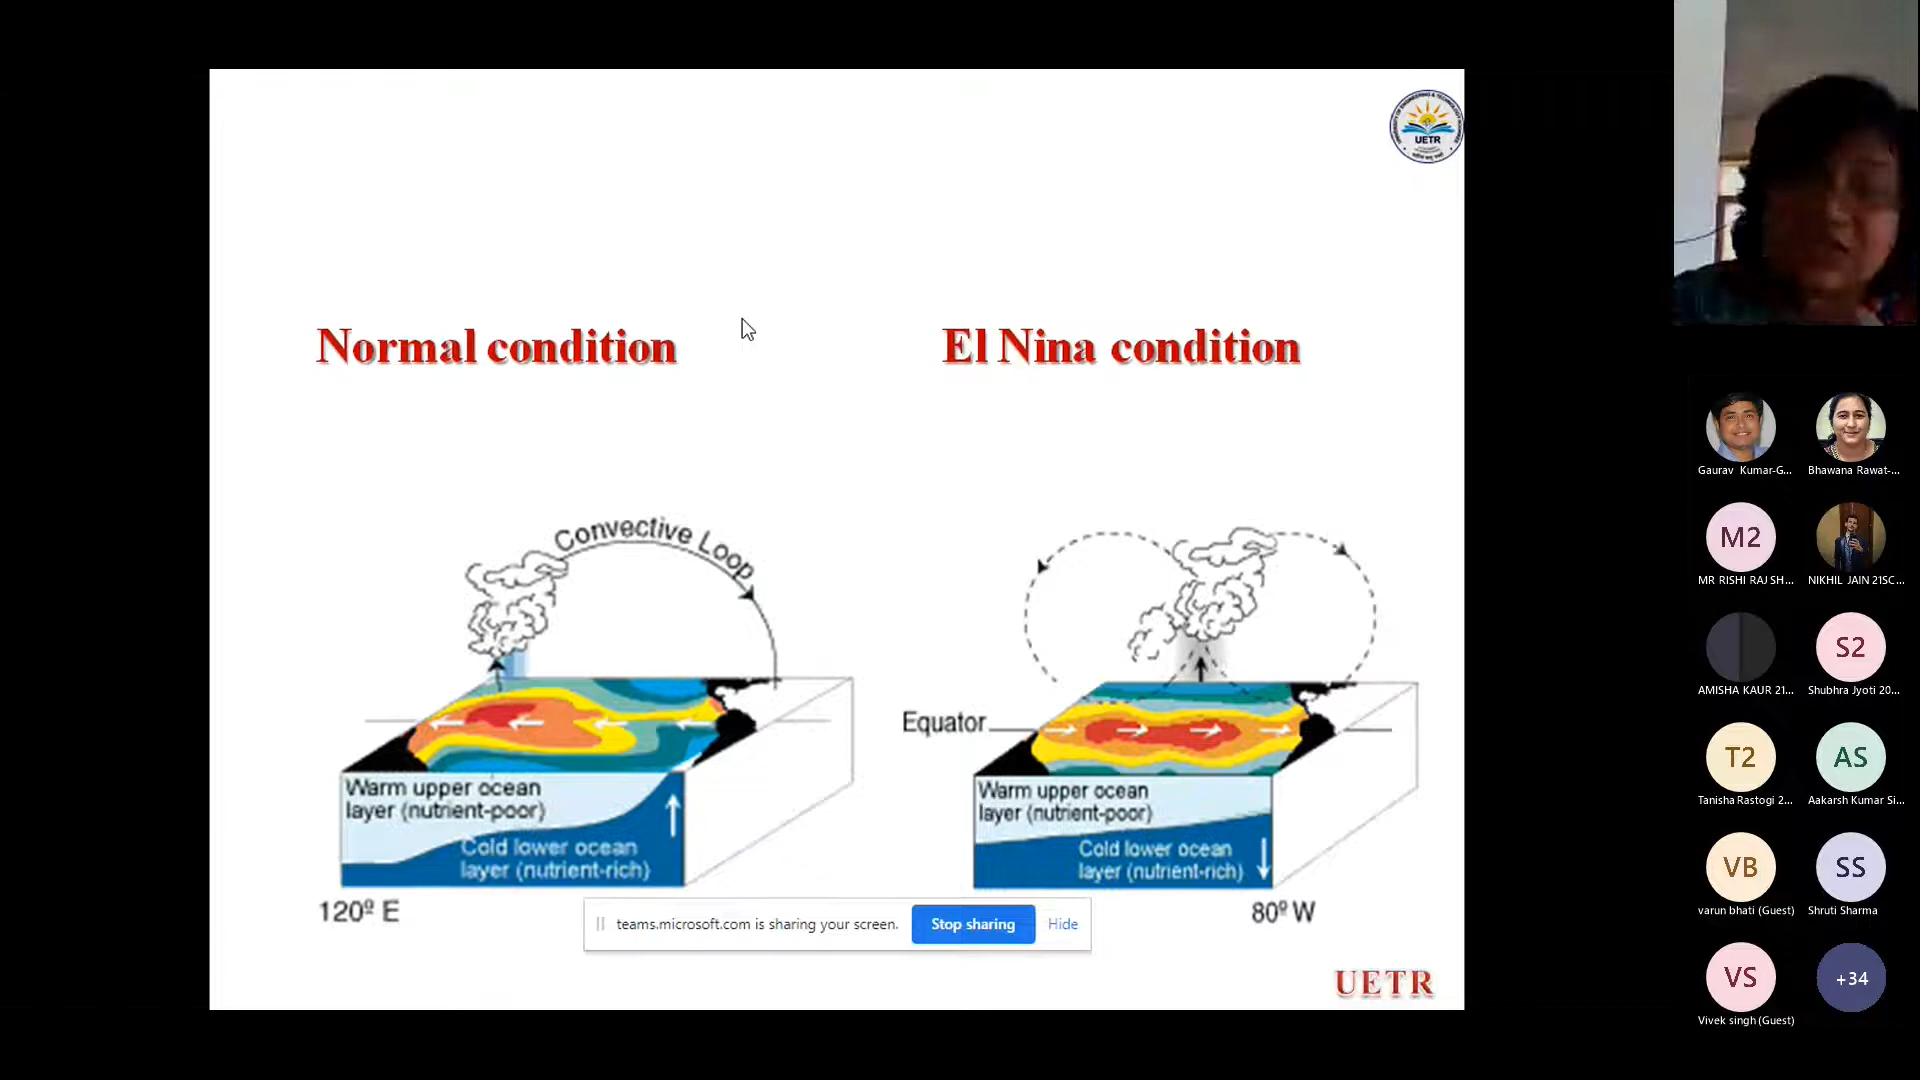 UETR
Normal condition
El Nina condition
Convective Loop
Equator
Warm upper ocean
layer (nutrient-poor)
Cold lower ocean
layer (nutrient-rich)
Warm upper ocean
layer (nutrient-poor)
Cold lower ocean
layer (nutrient-rich)
120º E
80º W
teams.microsoft.com is sharing your screen.
Stop sharing
Hide
UETR
Gaurav Kumar-G...
Bhawana Rawat-...
M2
MR RISHI RAJ SH...
NIKHIL JAIN 21SC...
AMISHA KAUR 21...
S2
Shubhra Jyoti 20...
T2
Tanisha Rastogi 2...
AS
Aakarsh Kumar Si...
VB
varun bhati (Guest)
SS
Shruti Sharma
VS
Vivek singh (Guest)
+34